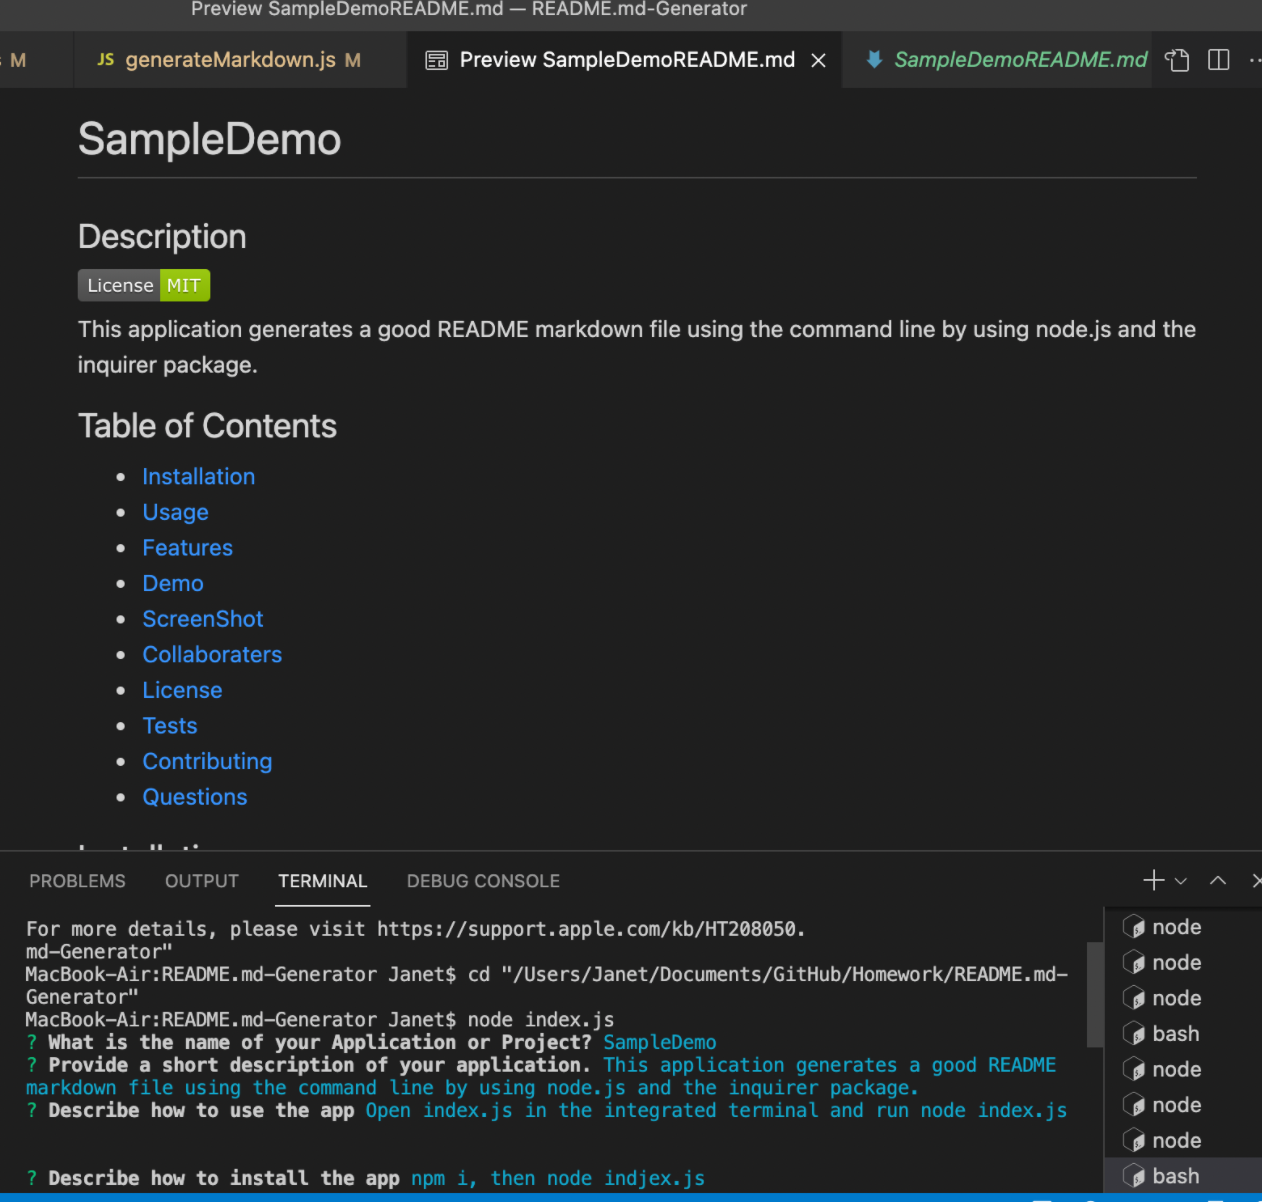 Preview SampleDemoREADME.md — README.md-Generator
M JS generateMarkdown.js M Preview SampleDemoREADME.md SampleDemoREADME.md
SampleDemo
Description
License MIT
This application generates a good README markdown file using the command line by using node.js and the
inquirer package.
Table of Contents
• Installation
• Usage
• Features
• Demo
• ScreenShot
• Collaboraters
• License
• Tests
• Contributing
• Questions
PROBLEMS OUTPUT TERMINAL DEBUG CONSOLE
For more details, please visit https://support.apple.com/kb/HT208050.
md-Generator"
MacBook-Air:README.md-Generator Janet$ cd "/Users/Janet/Documents/GitHub/Homework/README.md-
Generator"
MacBook-Air:README.md-Generator Janet$ node index.js
? What is the name of your Application or Project? SampleDemo
? Provide a short description of your application. This application generates a good README
markdown file using the command line by using node.js and the inquirer package.
? Describe how to use the app Open index.js in the integrated terminal and run node index.js
? Describe how to install the app npm i, then node indjex.js
node
node
node
bash
node
node
node
bash